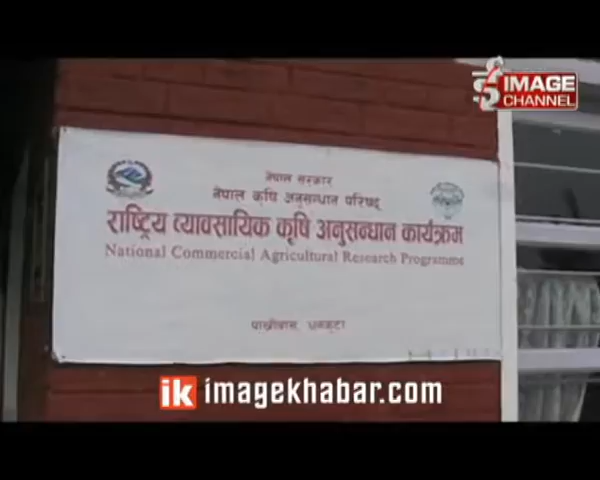 IMAGE
CHANNEL
नेपाल सरकार
नेपाल कृषि अनुसन्धान परिषद्
राष्ट्रिय व्यावसायिक कृषि अनुसन्धान कार्यक्रम
National Commercial Agricultural Research Programme
पाख्रीबास, धनकुटा
ik imagekhabar.com